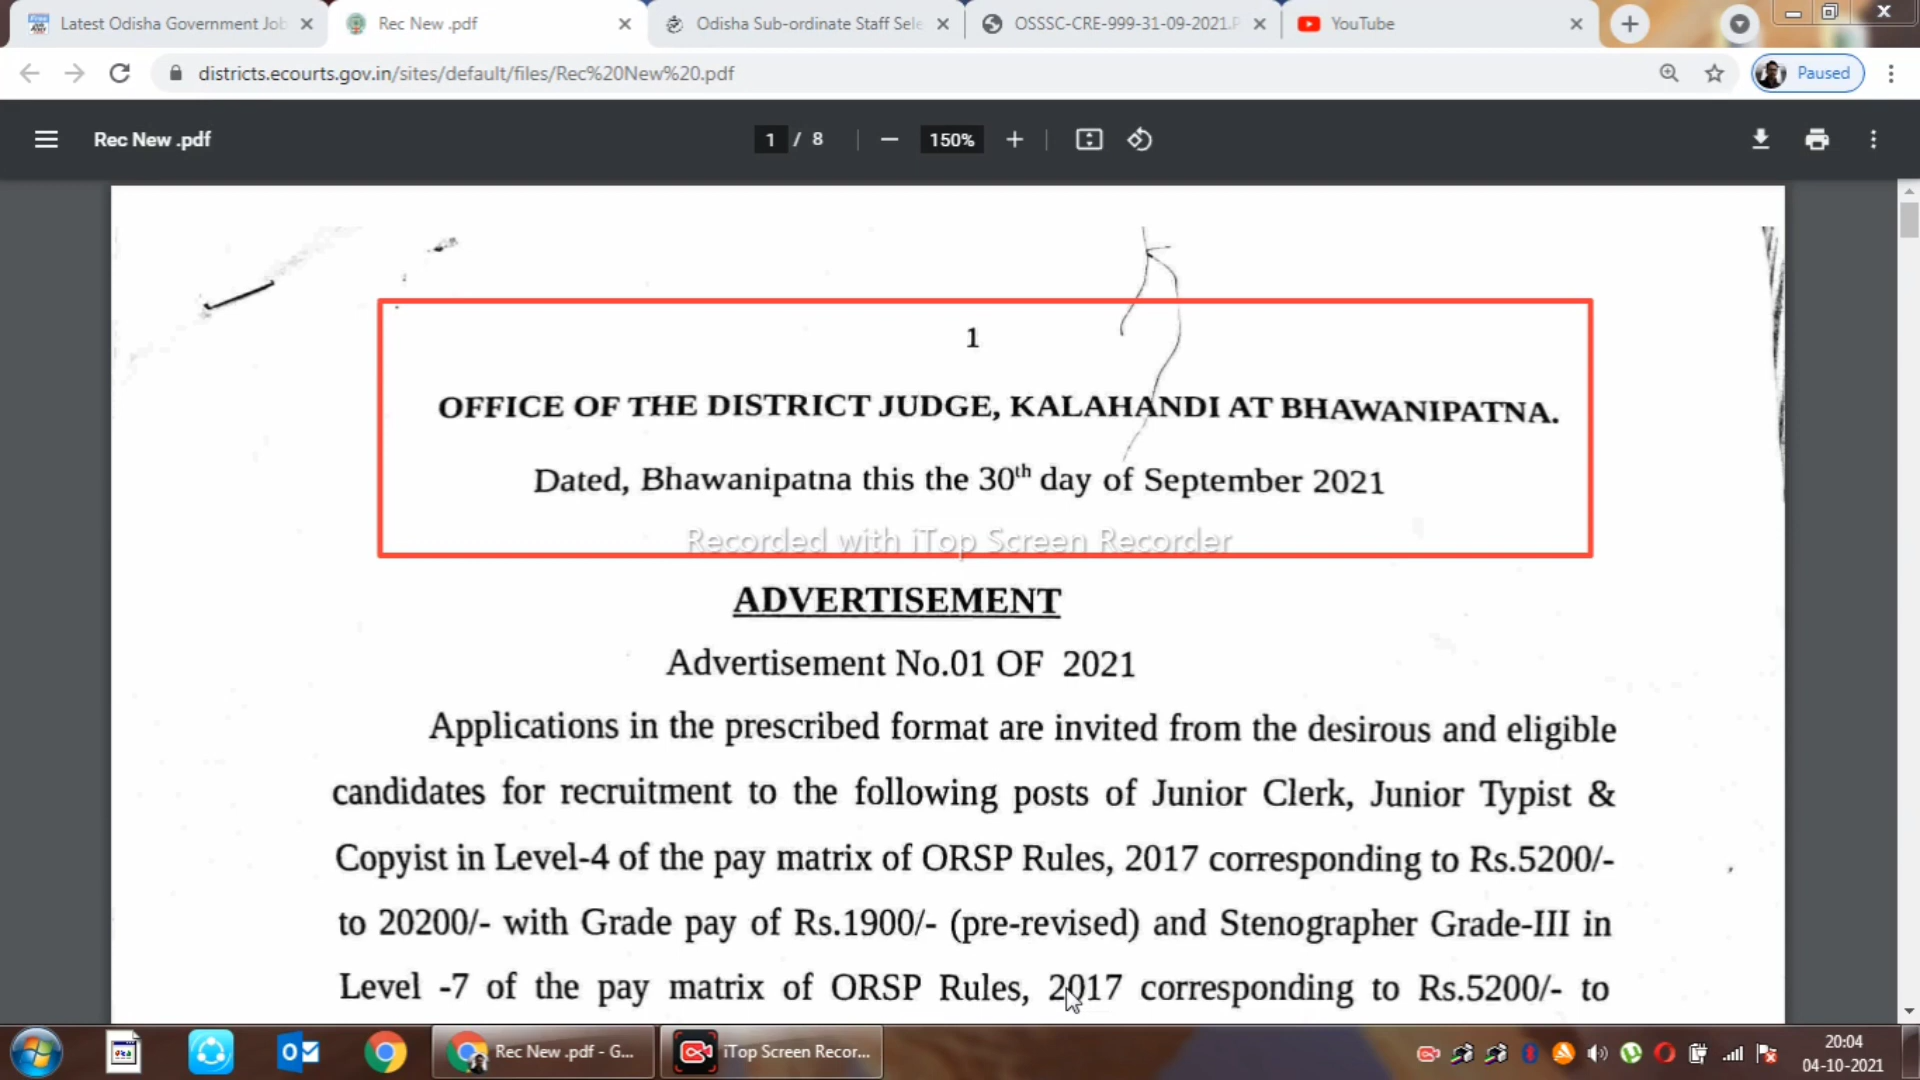 Latest Odisha Government Job
Rec New .pdf
Odisha Sub-ordinate Staff Sele
OSSSC-CRE-999-31-09-2021.P
YouTube
districts.ecourts.gov.in/sites/default/files/Rec%20New%20.pdf
Paused
Rec New .pdf
1 / 8
150%
1
OFFICE OF THE DISTRICT JUDGE, KALAHANDI AT BHAWANIPATNA.
Dated, Bhawanipatna this the 30th day of September 2021
Recorded with iTop Screen Recorder
ADVERTISEMENT
Advertisement No.01 OF 2021
Applications in the prescribed format are invited from the desirous and eligible
candidates for recruitment to the following posts of Junior Clerk, Junior Typist &
Copyist in Level-4 of the pay matrix of ORSP Rules, 2017 corresponding to Rs.5200/-
to 20200/- with Grade pay of Rs.1900/- (pre-revised) and Stenographer Grade-III in
Level -7 of the pay matrix of ORSP Rules, 2017 corresponding to Rs.5200/- to
Rec New .pdf - G...
iTop Screen Recor...
20:04
04-10-2021